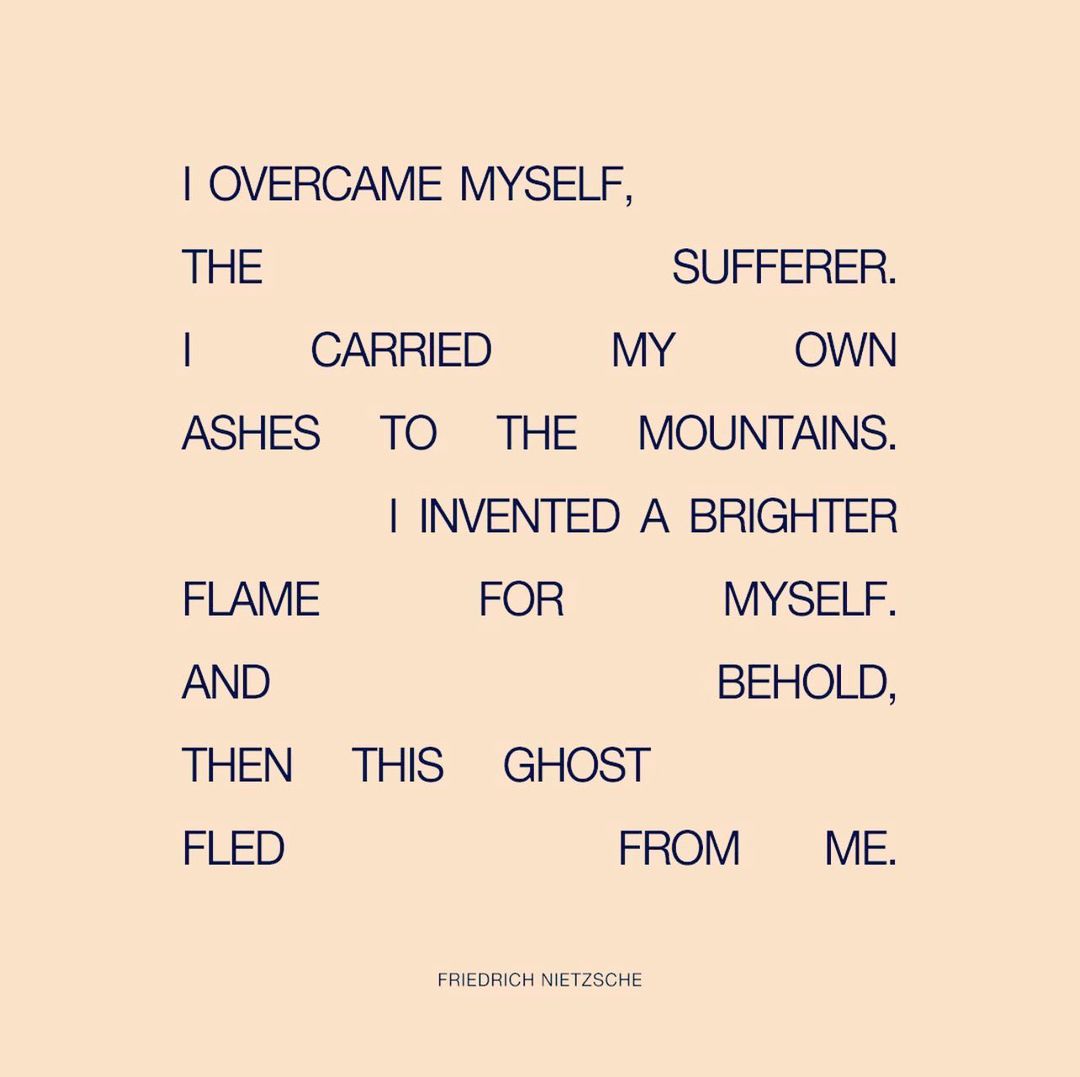 I OVERCAME MYSELF,
THE SUFFERER.
I CARRIED MY OWN
ASHES TO THE MOUNTAINS.
I INVENTED A BRIGHTER
FLAME FOR MYSELF.
AND BEHOLD,
THEN THIS GHOST
FLED FROM ME.
FRIEDRICH NIETZSCHE